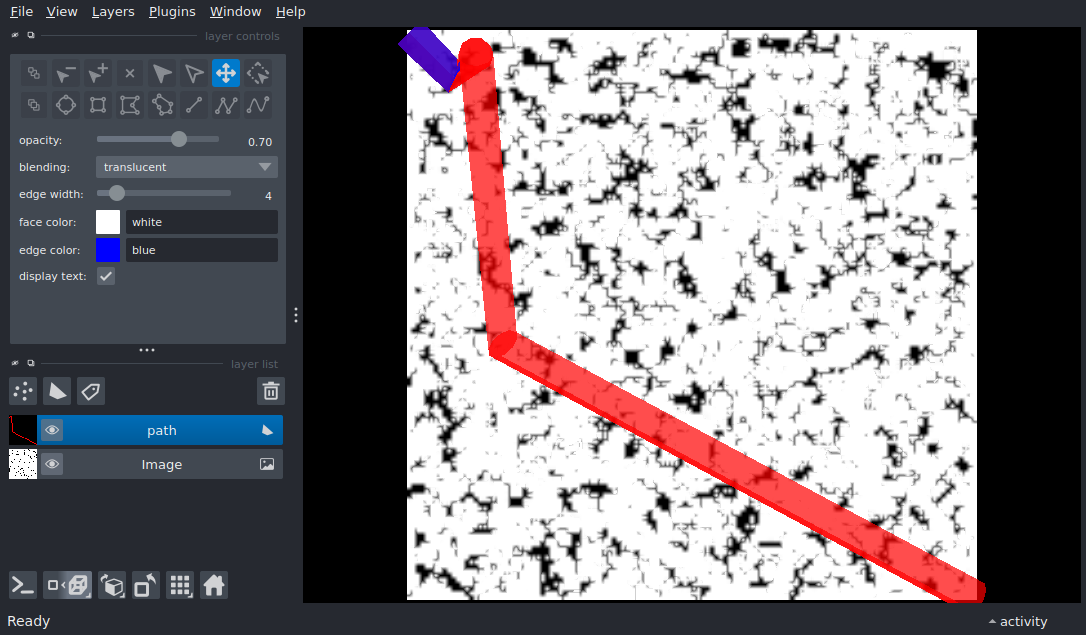 File View Layers Plugins Window Help
layer controls
opacity: 0.70
blending: translucent
edge width: 4
face color: white
edge color: blue
display text:
layer list
path
Image
Ready activity